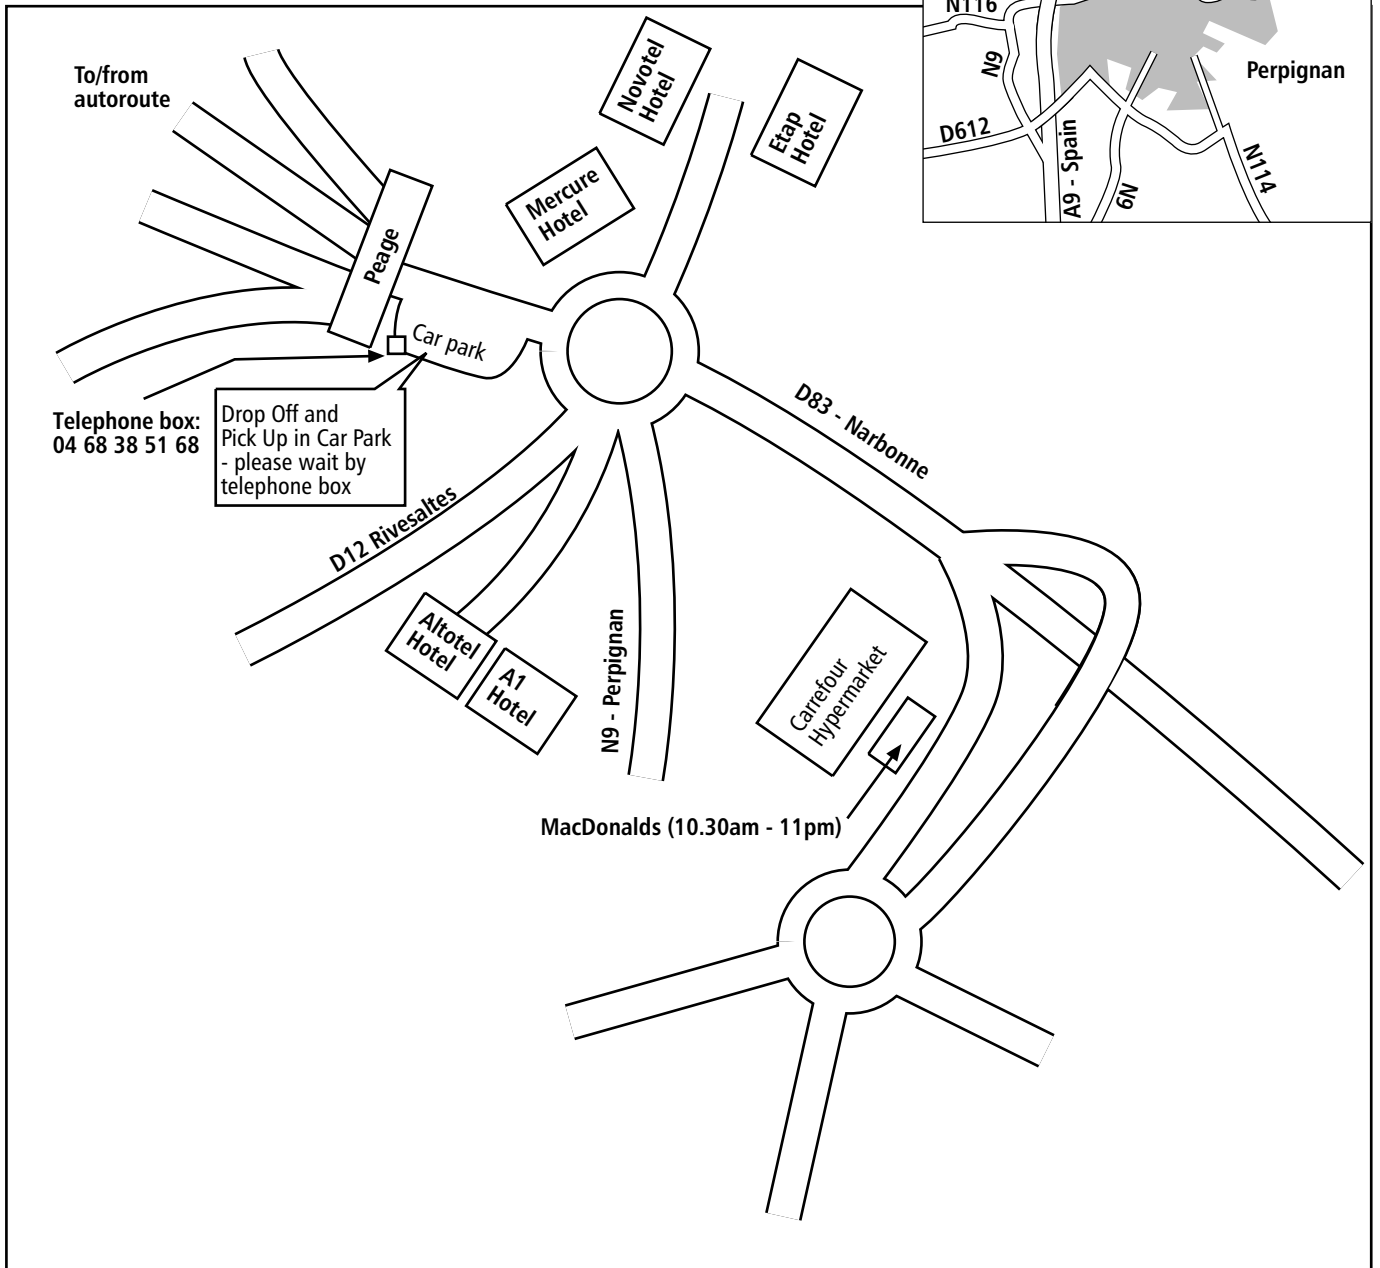 N116
N9
Perpignan
D612
A9 - Spain
N9
N114
To/from
autoroute
Novotel
Hotel
Etap
Hotel
Mercure
Hotel
Peage
Car park
Telephone box:
04 68 38 51 68
Drop Off and
Pick Up in Car Park
- please wait by
telephone box
D83 - Narbonne
D12 Rivesaltes
Altotel
Hotel
A1
Hotel
N9 - Perpignan
Carrefour
Hypermarket
MacDonalds (10.30am - 11pm)